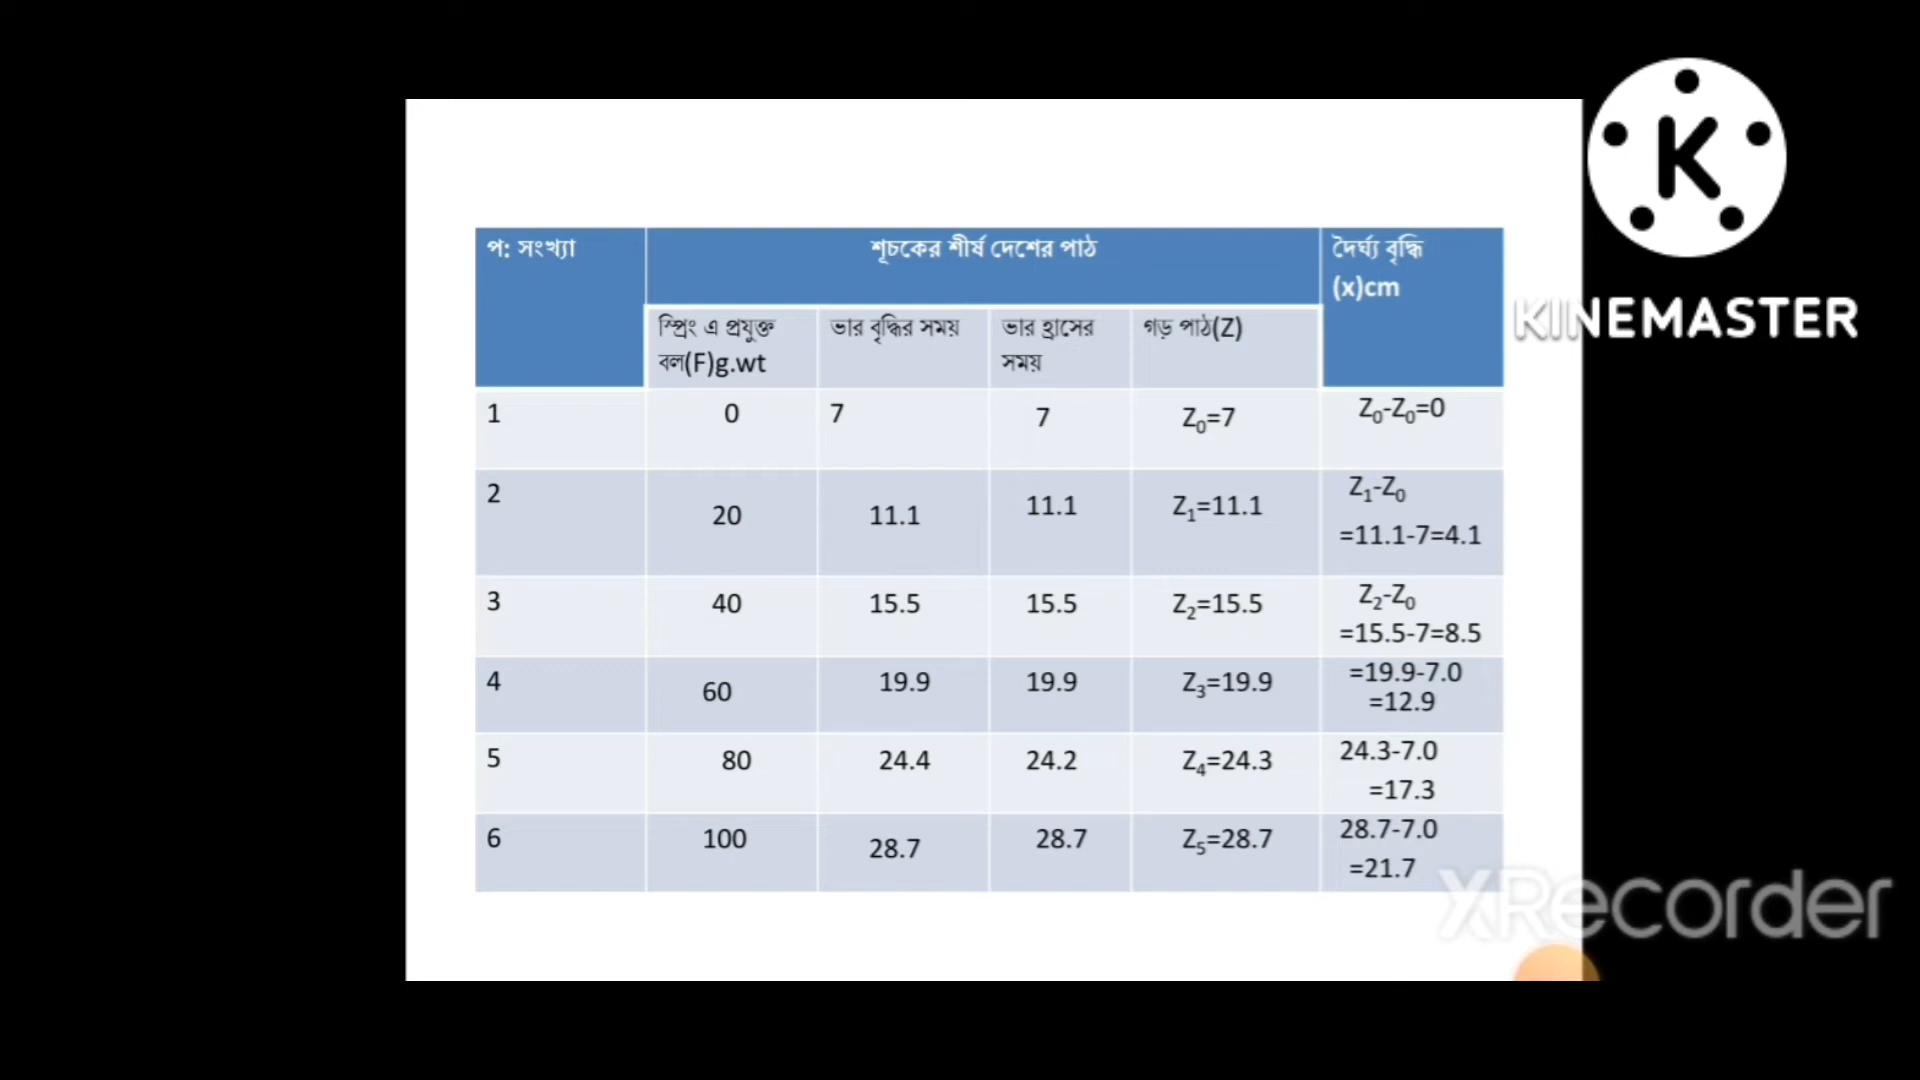 প: সংখ্যা শূচকের শীর্ষ দেশের পাঠ দৈর্ঘ্য বৃদ্ধি
(x)cm
স্প্রিং এ প্রযুক্ত ভার বৃদ্ধির সময় ভার হ্রাসের গড় পাঠ(Z)
বল(F)g.wt সময়
1 0 7 7 Z₀=7 Z₀-Z₀=0
2 20 11.1 11.1 Z₁=11.1 Z₁-Z₀
=11.1-7=4.1
3 40 15.5 15.5 Z₂=15.5 Z₂-Z₀
=15.5-7=8.5
4 60 19.9 19.9 Z₃=19.9 =19.9-7.0
=12.9
5 80 24.4 24.2 Z₄=24.3 24.3-7.0
=17.3
6 100 28.7 28.7 Z₅=28.7 28.7-7.0
=21.7
K
KINEMASTER
XRecorder